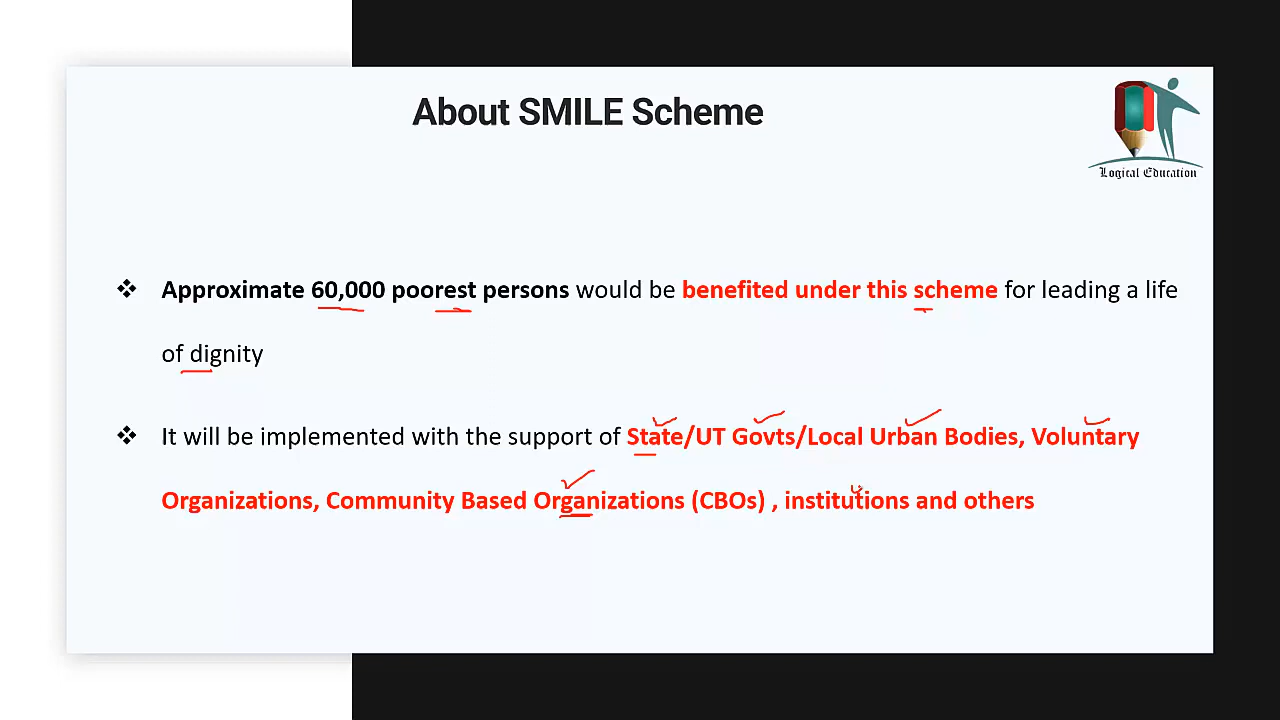 About SMILE Scheme
Logical Education
❖ Approximate 60,000 poorest persons would be benefited under this scheme for leading a life
of dignity
❖ It will be implemented with the support of State/UT Govts/Local Urban Bodies, Voluntary
Organizations, Community Based Organizations (CBOs) , institutions and others